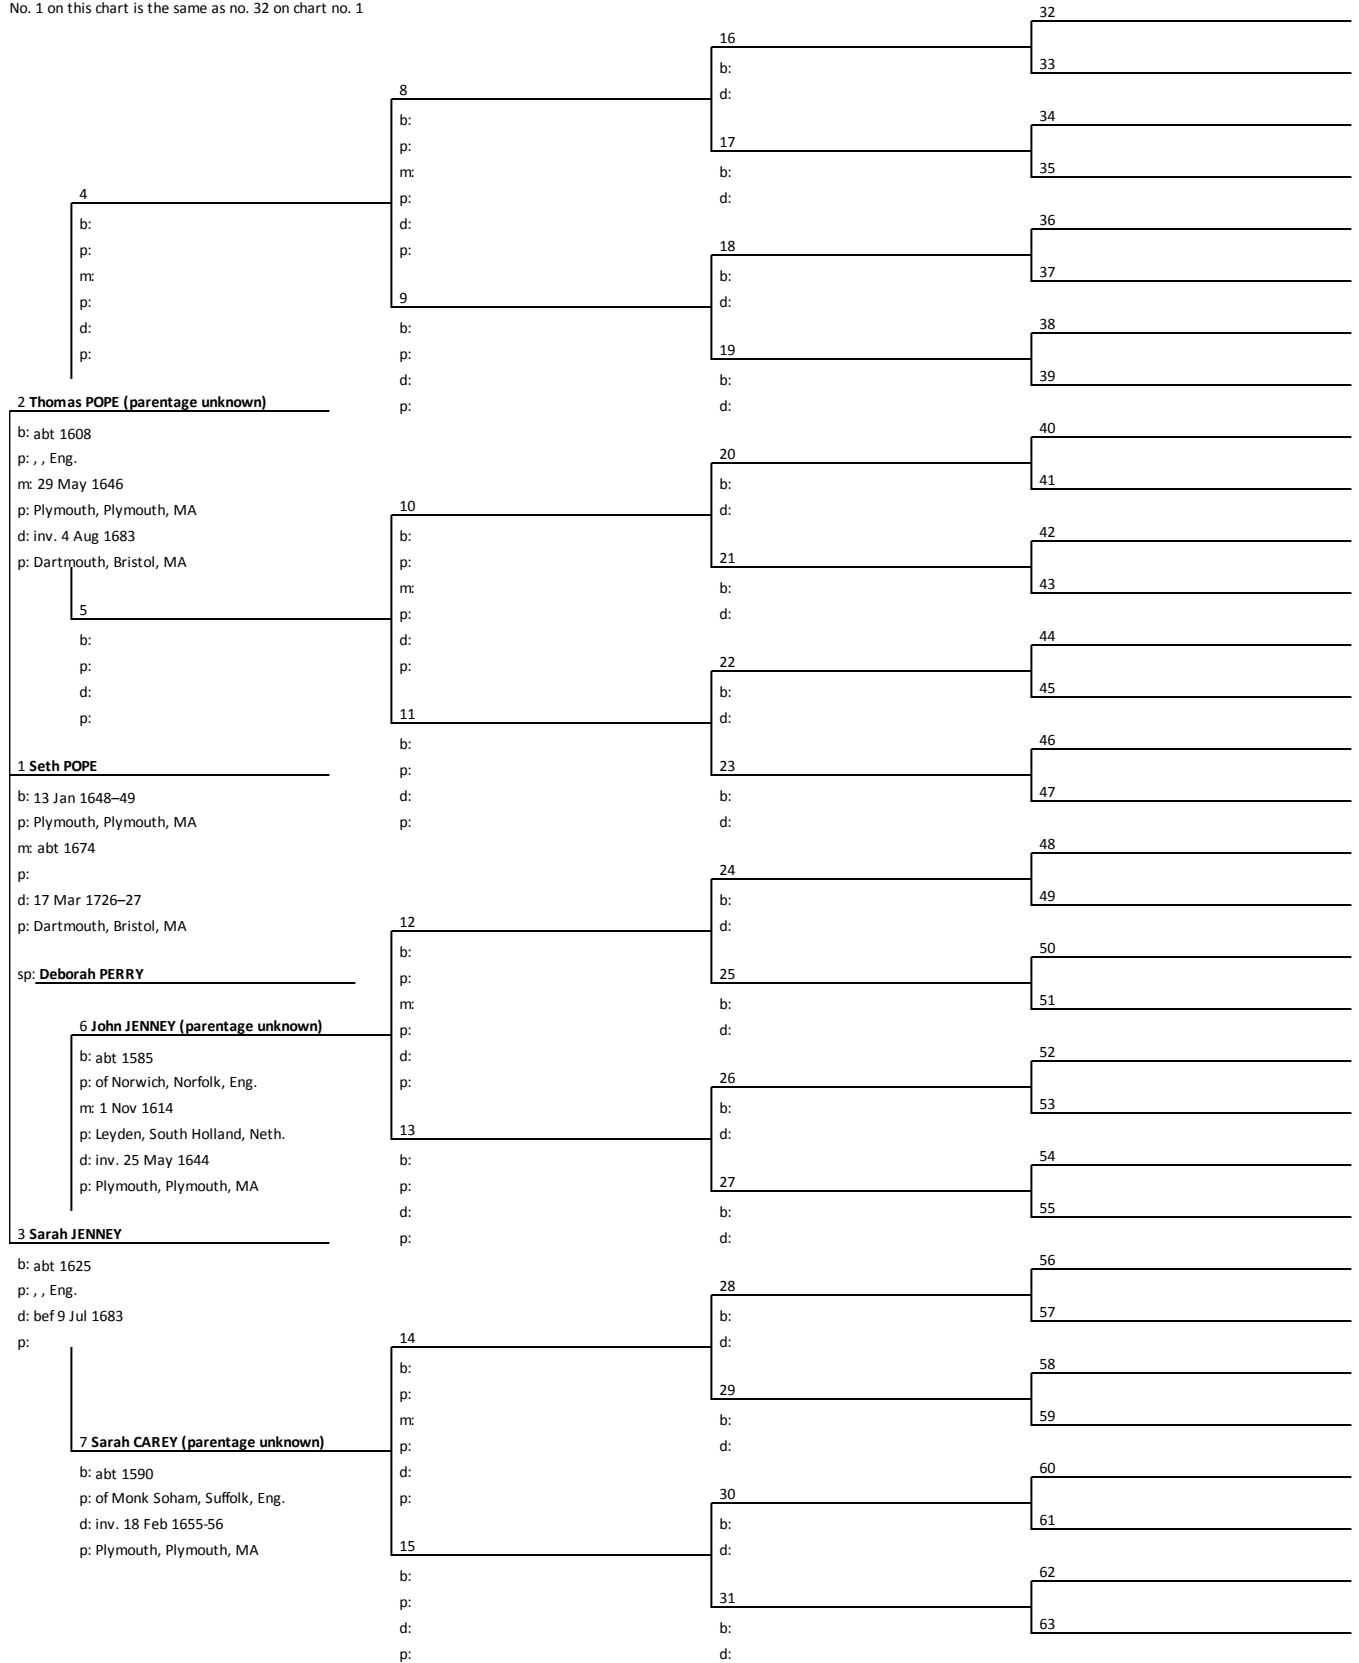 No. 1 on this chart is the same as no. 32 on chart no. 1
4
b:
p:
m:
p:
d:
p:
2 Thomas POPE (parentage unknown)
b: abt 1608
p: , , Eng.
m: 29 May 1646
p: Plymouth, Plymouth, MA
d: inv. 4 Aug 1683
p: Dartmouth, Bristol, MA
5
b:
p:
d:
p:
1 Seth POPE
b: 13 Jan 1648–49
p: Plymouth, Plymouth, MA
m: abt 1674
p:
d: 17 Mar 1726–27
p: Dartmouth, Bristol, MA
sp: Deborah PERRY
6 John JENNEY (parentage unknown)
b: abt 1585
p: of Norwich, Norfolk, Eng.
m: 1 Nov 1614
p: Leyden, South Holland, Neth.
d: inv. 25 May 1644
p: Plymouth, Plymouth, MA
3 Sarah JENNEY
b: abt 1625
p: , , Eng.
d: bef 9 Jul 1683
p:
7 Sarah CAREY (parentage unknown)
b: abt 1590
p: of Monk Soham, Suffolk, Eng.
d: inv. 18 Feb 1655-56
p: Plymouth, Plymouth, MA
8
b:
p:
m:
p:
d:
p:
9
b:
p:
d:
p:
10
b:
p:
m:
p:
d:
p:
11
b:
p:
d:
p:
12
b:
p:
m:
p:
d:
p:
13
b:
p:
d:
p:
14
b:
p:
m:
p:
d:
p:
15
b:
p:
d:
p:
16
b:
d:
17
b:
d:
18
b:
d:
19
b:
d:
20
b:
d:
21
b:
d:
22
b:
d:
23
b:
d:
24
b:
d:
25
b:
d:
26
b:
d:
27
b:
d:
28
b:
d:
29
b:
d:
30
b:
d:
31
b:
d:
32
33
34
35
36
37
38
39
40
41
42
43
44
45
46
47
48
49
50
51
52
53
54
55
56
57
58
59
60
61
62
63